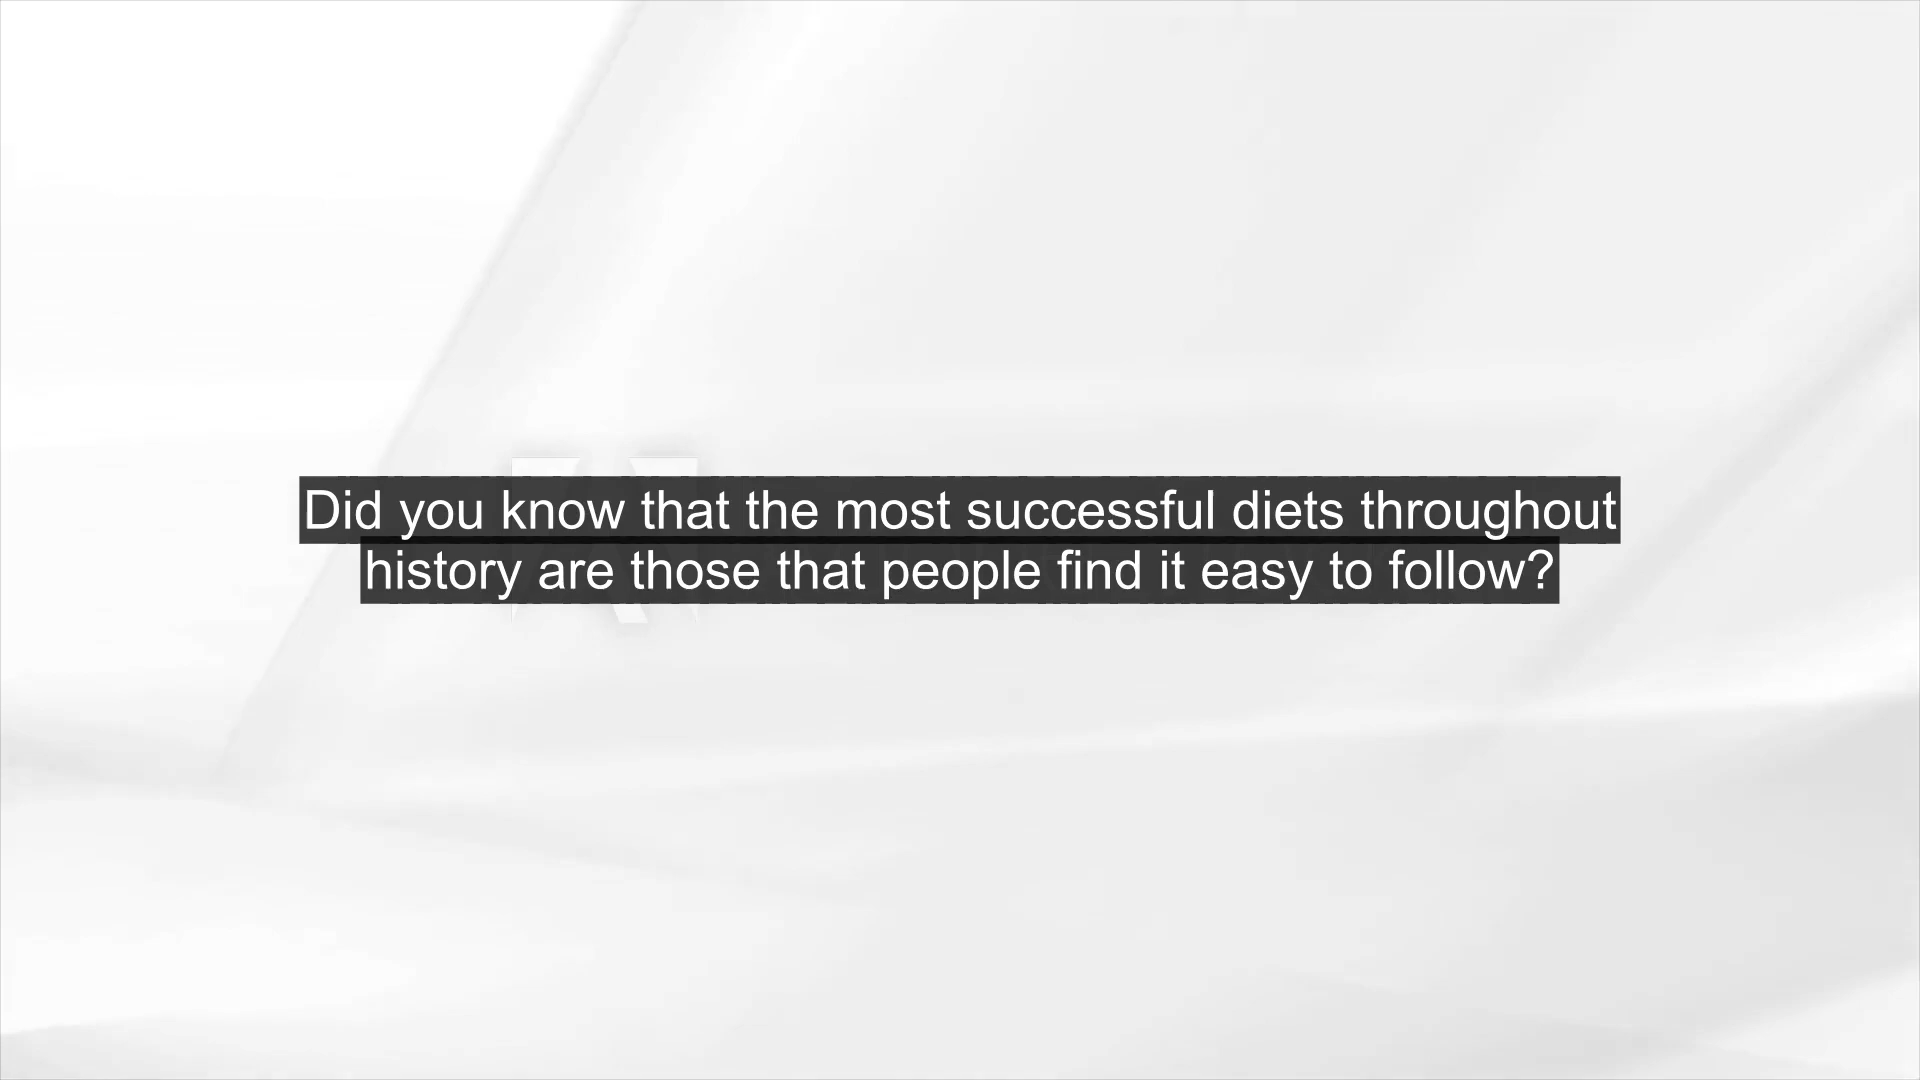 Did you know that the most successful diets throughout
history are those that people find it easy to follow?